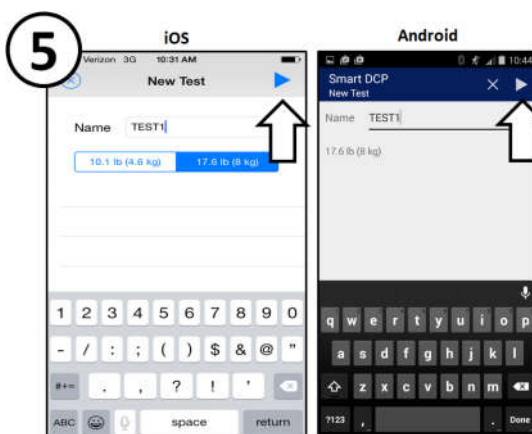 5
iOS
Verizon 3G 10:31 AM
New Test
Name TEST1
10.1 lb (4.6 kg) 17.6 lb (8 kg)
1 2 3 4 5 6 7 8 9 0
- / : ; ( ) $ & @ "
#+= . , ? ! '
ABC space return
Android
10:44
Smart DCP
New Test
Name TEST1
17.6 lb (8 kg)
q w e r t y u i o p
a s d f g h j k l
z x c v b n m
?123 , . Done